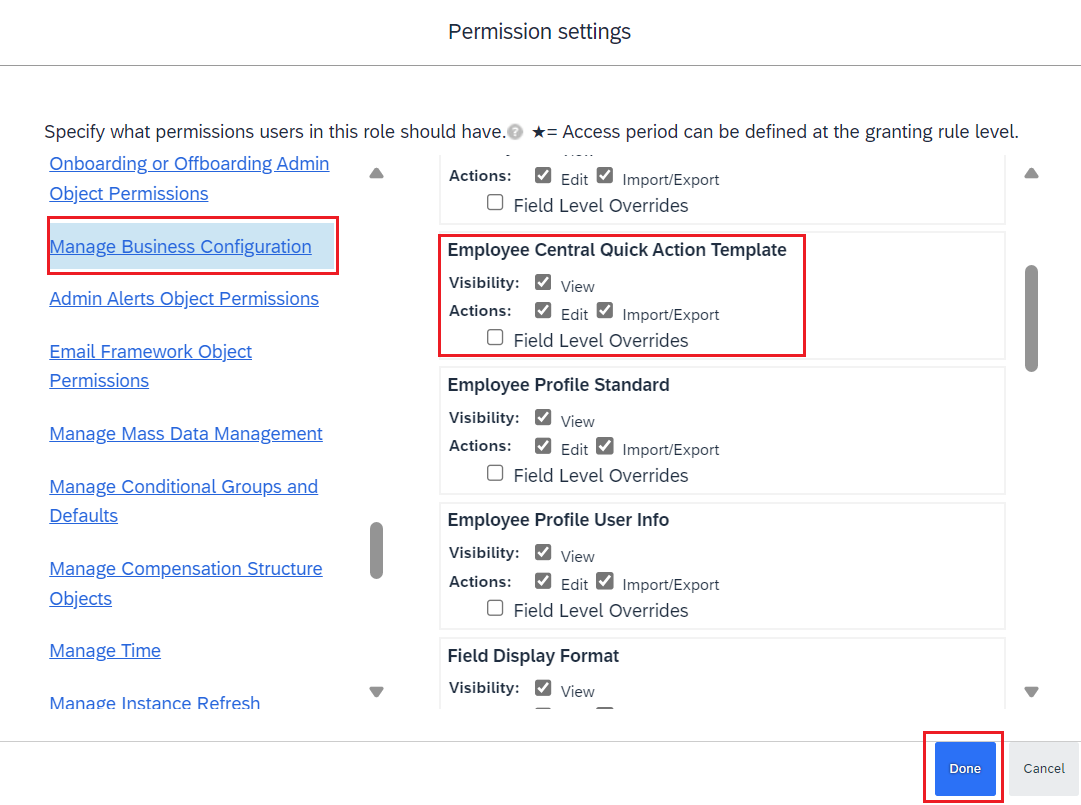 Permission settings
Specify what permissions users in this role should have. ? ★= Access period can be defined at the granting rule level.
Onboarding or Offboarding Admin
Object Permissions
Manage Business Configuration
Admin Alerts Object Permissions
Email Framework Object
Permissions
Manage Mass Data Management
Manage Conditional Groups and
Defaults
Manage Compensation Structure
Objects
Manage Time
Manage Instance Refresh
Actions: Edit Import/Export
Field Level Overrides
Employee Central Quick Action Template
Visibility: View
Actions: Edit Import/Export
Field Level Overrides
Employee Profile Standard
Visibility: View
Actions: Edit Import/Export
Field Level Overrides
Employee Profile User Info
Visibility: View
Actions: Edit Import/Export
Field Level Overrides
Field Display Format
Visibility: View
Done
Cancel